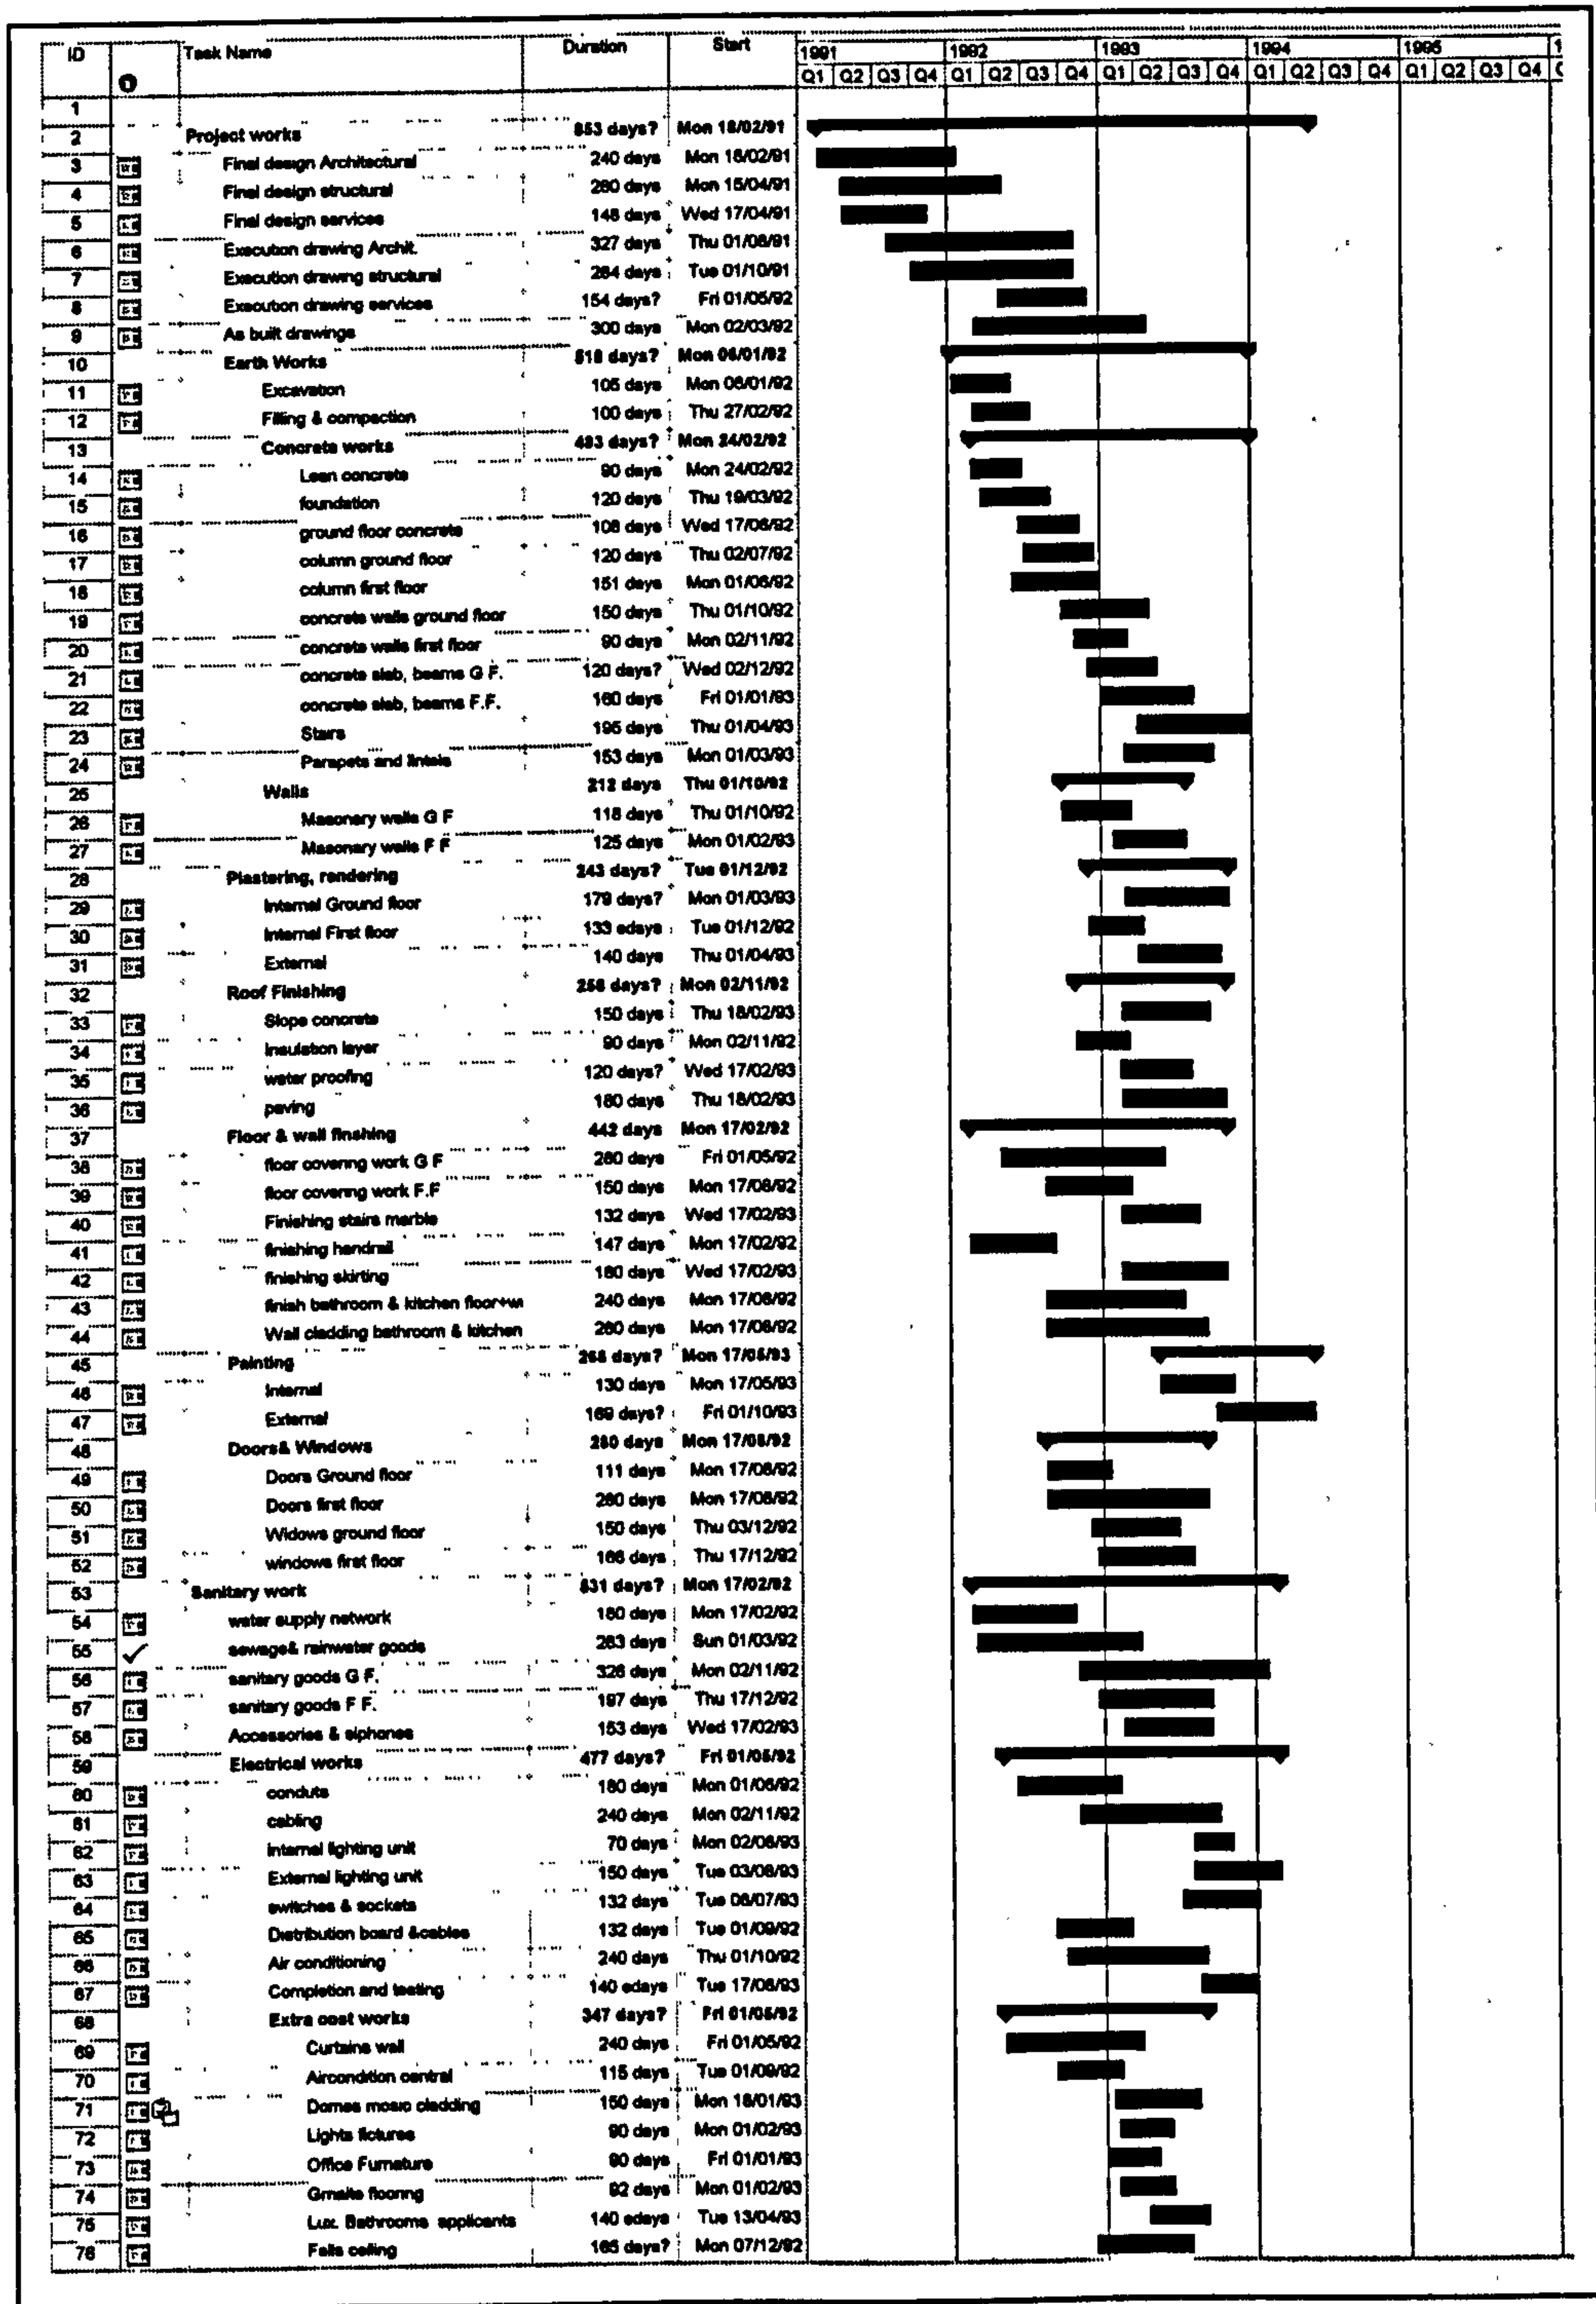 ID Task Name Duration Start 1991 1992 1993 1994 1995
Q1 Q2 Q3 Q4 Q1 Q2 Q3 Q4 Q1 Q2 Q3 Q4 Q1 Q2 Q3 Q4 Q1 Q2 Q3 Q4
1
2 Project works 853 days? Mon 18/02/91
3 Final design Architectural 240 days Mon 18/02/91
4 Final design structural 280 days Mon 15/04/91
5 Final design services 148 days Wed 17/04/91
6 Execution drawing Archit. 327 days Thu 01/08/91
7 Execution drawing structural 284 days Tue 01/10/91
8 Execution drawing services 154 days? Fri 01/05/92
9 As built drawings 300 days Mon 02/03/92
10 Earth Works 518 days? Mon 06/01/92
11 Excavation 105 days Mon 06/01/92
12 Filling & compaction 100 days Thu 27/02/92
13 Concrete works 483 days? Mon 24/02/92
14 Lean concrete 90 days Mon 24/02/92
15 foundation 120 days Thu 19/03/92
16 ground floor concrete 108 days Wed 17/06/92
17 column ground floor 120 days Thu 02/07/92
18 column first floor 151 days Mon 01/06/92
19 concrete walls ground floor 150 days Thu 01/10/92
20 concrete walls first floor 90 days Mon 02/11/92
21 concrete slab, beams G F. 120 days? Wed 02/12/92
22 concrete slab, beams F.F. 160 days Fri 01/01/93
23 Stairs 195 days Thu 01/04/93
24 Parapets and lintels 153 days Mon 01/03/93
25 Walls 212 days Thu 01/10/92
26 Masonary walls G F 118 days Thu 01/10/92
27 Masonary walls F F 125 days Mon 01/02/93
28 Plastering, rendering 243 days? Tue 01/12/92
29 Internal Ground floor 179 days? Mon 01/03/93
30 Internal First floor 133 edays Tue 01/12/92
31 External 140 days Thu 01/04/93
32 Roof Finishing 258 days? Mon 02/11/92
33 Slope concrete 150 days Thu 18/02/93
34 Insulation layer 90 days Mon 02/11/92
35 water proofing 120 days? Wed 17/02/93
36 paving 180 days Thu 18/02/93
37 Floor & wall finshing 442 days Mon 17/02/92
38 floor covering work G F 280 days Fri 01/05/92
39 floor covering work F.F 150 days Mon 17/08/92
40 Finishing stairs marble 132 days Wed 17/02/93
41 finishing handrail 147 days Mon 17/02/92
42 finishing skirting 180 days Wed 17/02/93
43 finish bathroom & kitchen floor+w 240 days Mon 17/08/92
44 Wall cladding bathroom & kitchen 280 days Mon 17/08/92
45 Painting 268 days? Mon 17/05/93
46 Internal 130 days Mon 17/05/93
47 External 169 days? Fri 01/10/93
48 Doors& Windows 280 days Mon 17/08/92
49 Doors Ground floor 111 days Mon 17/08/92
50 Doors first floor 280 days Mon 17/08/92
51 Widows ground floor 150 days Thu 03/12/92
52 windows first floor 166 days Thu 17/12/92
53 Sanitary work 531 days? Mon 17/02/92
54 water supply network 180 days Mon 17/02/92
55 sewage& rainwater goods 283 days Sun 01/03/92
56 sanitary goods G F. 326 days Mon 02/11/92
57 sanitary goods F F. 197 days Thu 17/12/92
58 Accessories & siphones 153 days Wed 17/02/93
59 Electrical works 477 days? Fri 01/05/92
60 conduts 180 days Mon 01/06/92
61 cabling 240 days Mon 02/11/92
62 internal lighting unit 70 days Mon 02/08/93
63 External lighting unit 150 days Tue 03/08/93
64 switches & sockets 132 days Tue 06/07/93
65 Distribution board &cables 132 days Tue 01/09/92
66 Air conditioning 240 days Thu 01/10/92
67 Completion and testing 140 edays Tue 17/08/93
68 Extra cost works 347 days? Fri 01/05/92
69 Curtains wall 240 days Fri 01/05/92
70 Aircondition central 115 days Tue 01/09/92
71 Domes mosic cladding 150 days Mon 18/01/93
72 Lights fictures 90 days Mon 01/02/93
73 Office Furnature 90 days Fri 01/01/93
74 flooring 92 days Mon 01/02/93
75 Lux. Bathrooms applicants 140 edays Tue 13/04/93
76 Fals ceiling 165 days? Mon 07/12/92